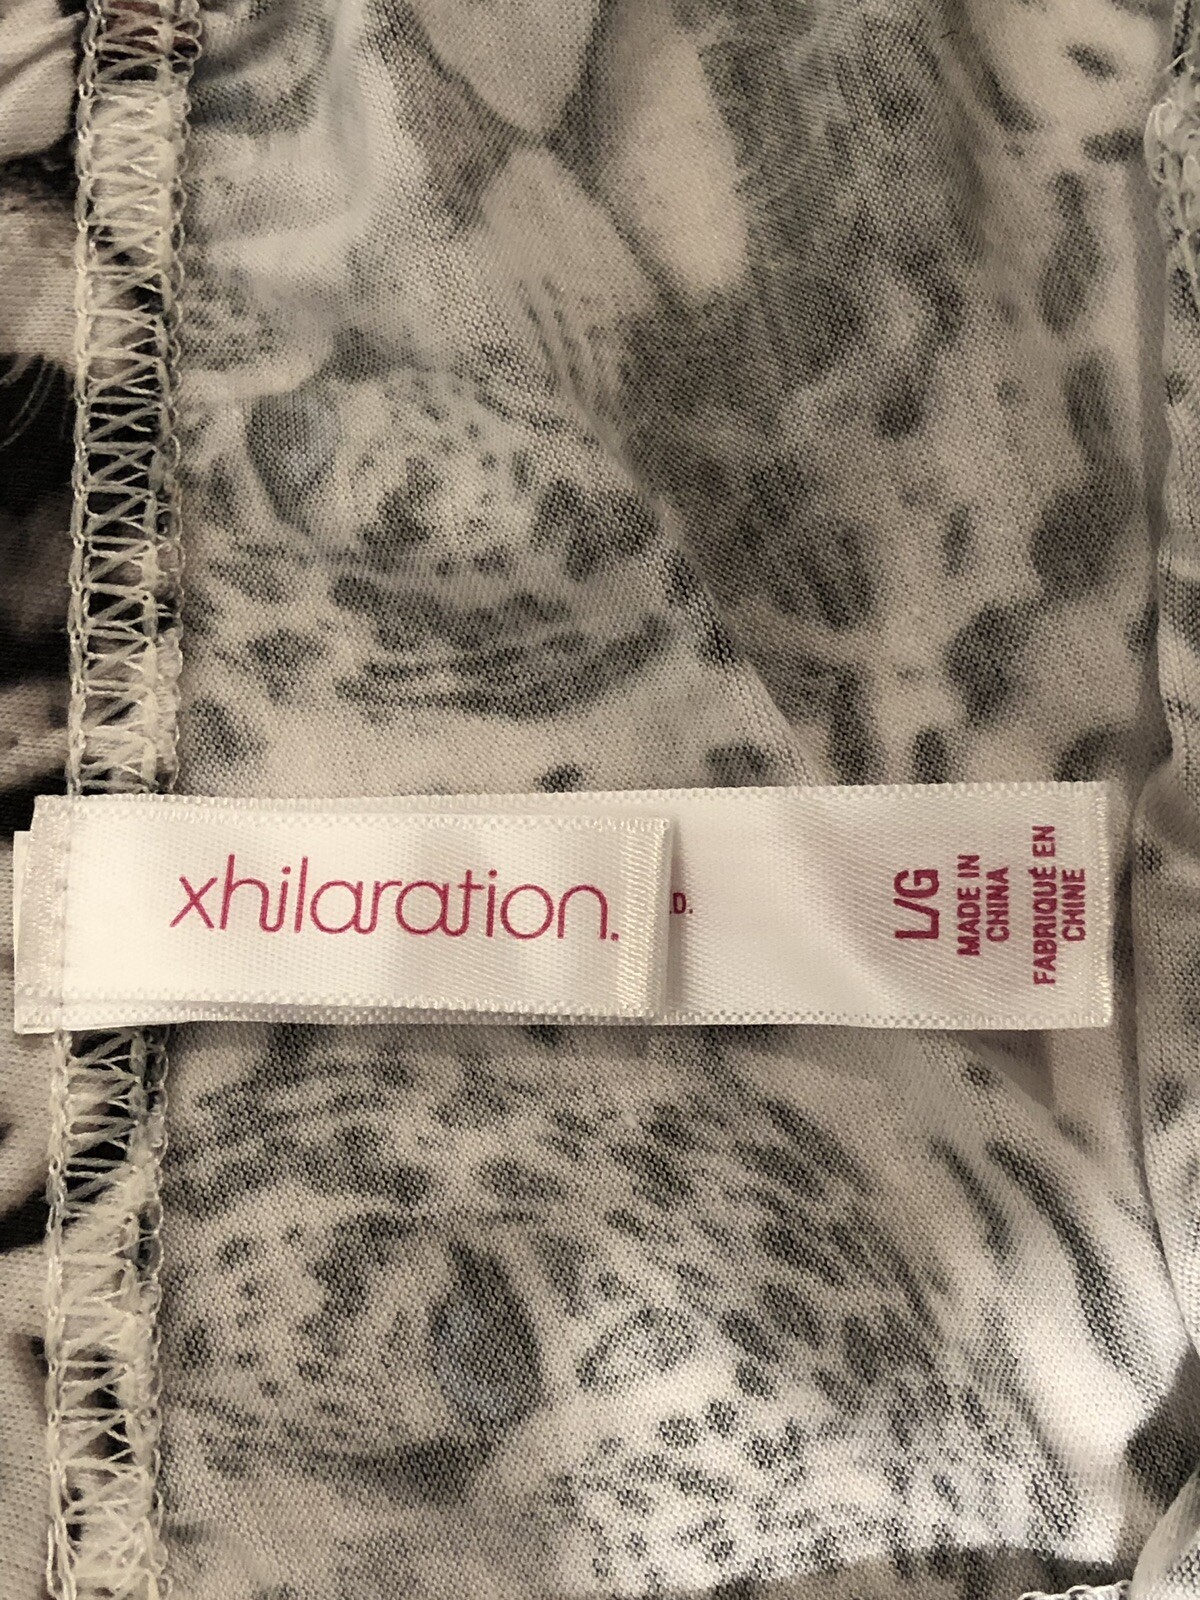 xhilaration.
D.
L/G
MADE IN
CHINA
FABRIQUÉ EN
CHINE